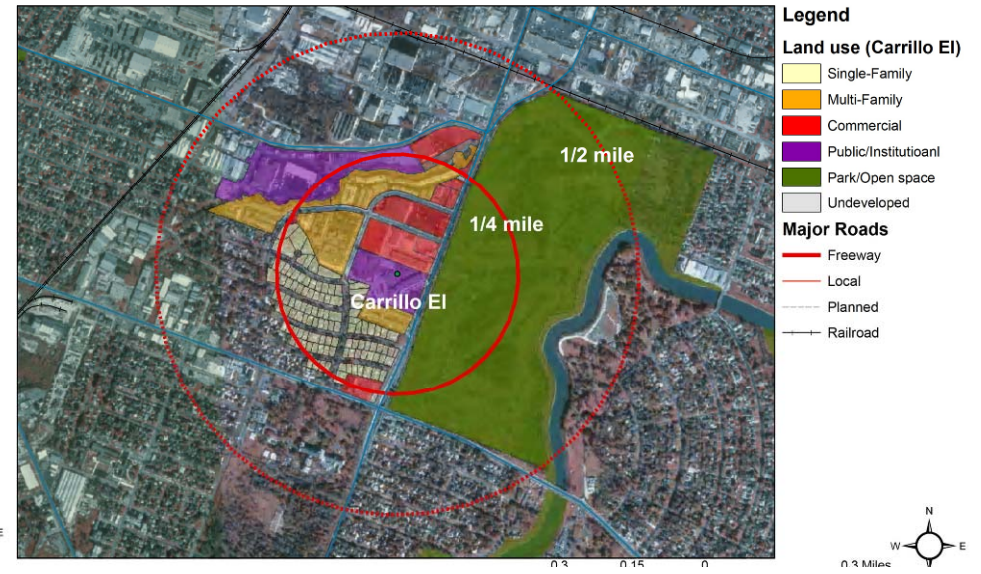 Legend
Land use (Carrillo El)
Single-Family
Multi-Family
Commercial
Public/Institutioanl
Park/Open space
Undeveloped
Major Roads
Freeway
Local
Planned
Railroad
1/2 mile
1/4 mile
Carrillo El
N
W E
E
0.3 0.15 0 0.3 Miles